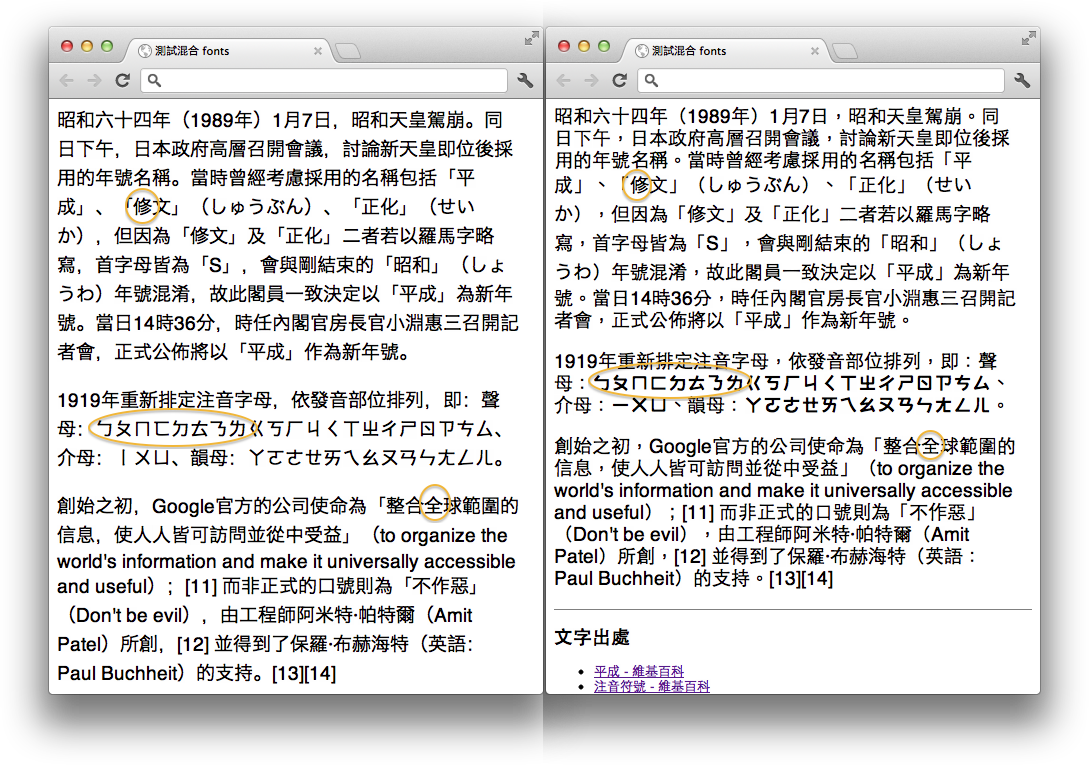 測試混合 fonts
昭和六十四年（1989年）1月7日，昭和天皇駕崩。同
日下午，日本政府高層召開會議，討論新天皇即位後採
用的年號名稱。當時曾經考慮採用的名稱包括「平
成」、「修文」（しゅうぶん）、「正化」（せい
か），但因為「修文」及「正化」二者若以羅馬字略
寫，首字母皆為「S」，會與剛結束的「昭和」（しょ
うわ）年號混淆，故此閣員一致決定以「平成」為新年
號。當日14時36分，時任內閣官房長官小淵惠三召開記
者會，正式公佈將以「平成」作為新年號。
1919年重新排定注音字母，依發音部位排列，即：聲
母：ㄅㄆㄇㄈㄉㄊㄋㄌㄍㄎㄏㄐㄑㄒㄓㄔㄕㄖㄗㄘㄙ、
介母：ㄧㄨㄩ、韻母：ㄚㄛㄜㄝㄞㄟㄠㄡㄢㄣㄤㄥㄦ。
創始之初，Google官方的公司使命為「整合全球範圍的
信息，使人人皆可訪問並從中受益」（to organize the
world's information and make it universally accessible
and useful）；[11] 而非正式的口號則為「不作惡」
（Don't be evil），由工程師阿米特·帕特爾（Amit
Patel）所創，[12] 並得到了保羅·布赫海特（英語：
Paul Buchheit）的支持。[13][14]
測試混合 fonts
昭和六十四年（1989年）1月7日，昭和天皇駕崩。同
日下午，日本政府高層召開會議，討論新天皇即位後採
用的年號名稱。當時曾經考慮採用的名稱包括「平
成」、「修文」（しゅうぶん）、「正化」（せい
か），但因為「修文」及「正化」二者若以羅馬字略
寫，首字母皆為「S」，會與剛結束的「昭和」（しょ
うわ）年號混淆，故此閣員一致決定以「平成」為新年
號。當日14時36分，時任內閣官房長官小淵惠三召開記
者會，正式公佈將以「平成」作為新年號。
1919年重新排定注音字母，依發音部位排列，即：聲
母：ㄅㄆㄇㄈㄉㄊㄋㄌㄍㄎㄏㄐㄑㄒㄓㄔㄕㄖㄗㄘㄙ、
介母：ㄧㄨㄩ、韻母：ㄚㄛㄜㄝㄞㄟㄠㄡㄢㄣㄤㄥㄦ。
創始之初，Google官方的公司使命為「整合全球範圍的
信息，使人人皆可訪問並從中受益」（to organize the
world's information and make it universally accessible
and useful）；[11] 而非正式的口號則為「不作惡」
（Don't be evil），由工程師阿米特·帕特爾（Amit
Patel）所創，[12] 並得到了保羅·布赫海特（英語：
Paul Buchheit）的支持。[13][14]
文字出處
平成 - 維基百科
注音符號 - 維基百科